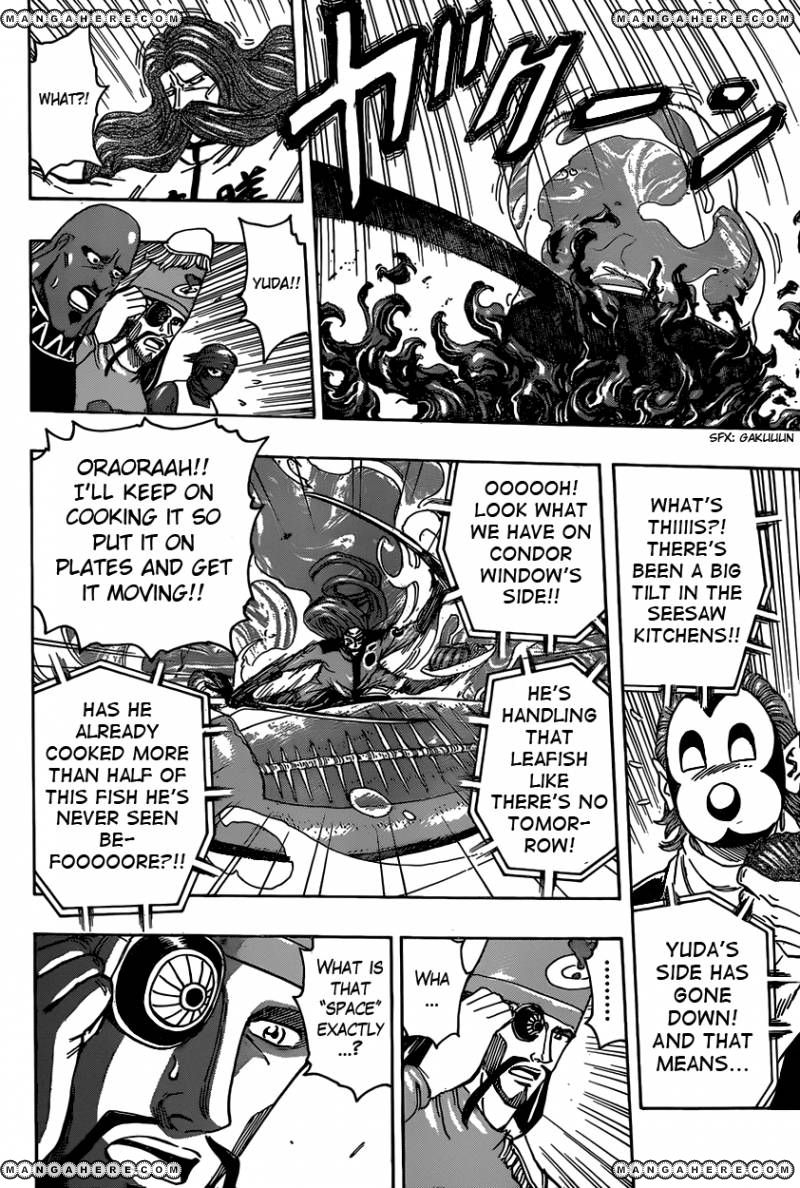 MANGAHERE.COM
MANGAHERE.COM
ガクーン
SFX: GAKUUUN
WHAT?!
YUDA!!
WHAT'S
THIIIIS?!
THERE'S
BEEN A BIG
TILT IN THE
SEESAW
KITCHENS!!
YUDA'S
SIDE HAS
GONE
DOWN!
AND THAT
MEANS...
OOOOOH!
LOOK WHAT
WE HAVE ON
CONDOR
WINDOW'S
SIDE!!
HE'S
HANDLING
THAT
LEAFISH
LIKE
THERE'S NO
TOMOR-
ROW!
ORAORAAH!!
I'LL KEEP ON
COOKING IT SO
PUT IT ON
PLATES AND GET
IT MOVING!!
HAS HE
ALREADY
COOKED MORE
THAN HALF OF
THIS FISH HE'S
NEVER SEEN
BE-
FOOOOORE?!!
WHA
...
WHAT IS
THAT
"SPACE"
EXACTLY
...?
MANGAHERE.COM
MANGAHERE.COM